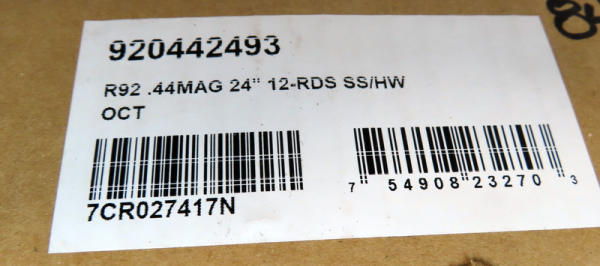 920442493
R92 .44MAG 24" 12-RDS SS/HW
OCT
7CR027417N
7 54908 23270 3